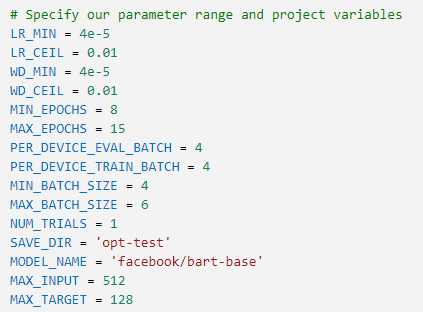 # Specify our parameter range and project variables
LR_MIN = 4e-5
LR_CEIL = 0.01
WD_MIN = 4e-5
WD_CEIL = 0.01
MIN_EPOCHS = 8
MAX_EPOCHS = 15
PER_DEVICE_EVAL_BATCH = 4
PER_DEVICE_TRAIN_BATCH = 4
MIN_BATCH_SIZE = 4
MAX_BATCH_SIZE = 6
NUM_TRIALS = 1
SAVE_DIR = 'opt-test'
MODEL_NAME = 'facebook/bart-base'
MAX_INPUT = 512
MAX_TARGET = 128